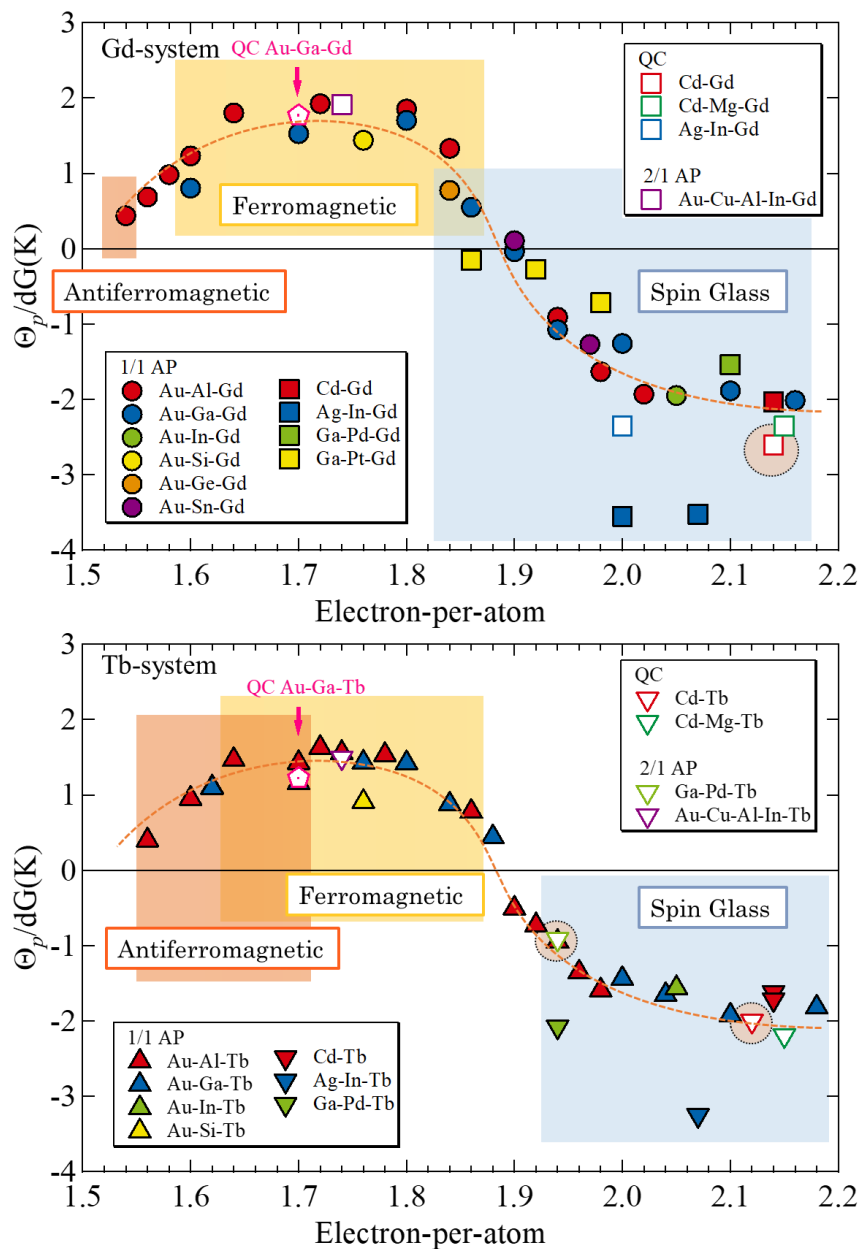 Gd-system
QC Au-Ga-Gd
QC
Cd-Gd
Cd-Mg-Gd
Ag-In-Gd
2/1 AP
Au-Cu-Al-In-Gd
Ferromagnetic
Antiferromagnetic
Spin Glass
1/1 AP
Au-Al-Gd
Au-Ga-Gd
Au-In-Gd
Au-Si-Gd
Au-Ge-Gd
Au-Sn-Gd
Cd-Gd
Ag-In-Gd
Ga-Pd-Gd
Ga-Pt-Gd
3
2
1
0
-1
-2
-3
-4
Θp/dG(K)
1.5 1.6 1.7 1.8 1.9 2.0 2.1 2.2
Electron-per-atom
Tb-system
QC Au-Ga-Tb
QC
Cd-Tb
Cd-Mg-Tb
2/1 AP
Ga-Pd-Tb
Au-Cu-Al-In-Tb
Ferromagnetic
Antiferromagnetic
Spin Glass
1/1 AP
Au-Al-Tb
Au-Ga-Tb
Au-In-Tb
Au-Si-Tb
Cd-Tb
Ag-In-Tb
Ga-Pd-Tb
3
2
1
0
-1
-2
-3
-4
Θp/dG(K)
1.5 1.6 1.7 1.8 1.9 2.0 2.1 2.2
Electron-per-atom